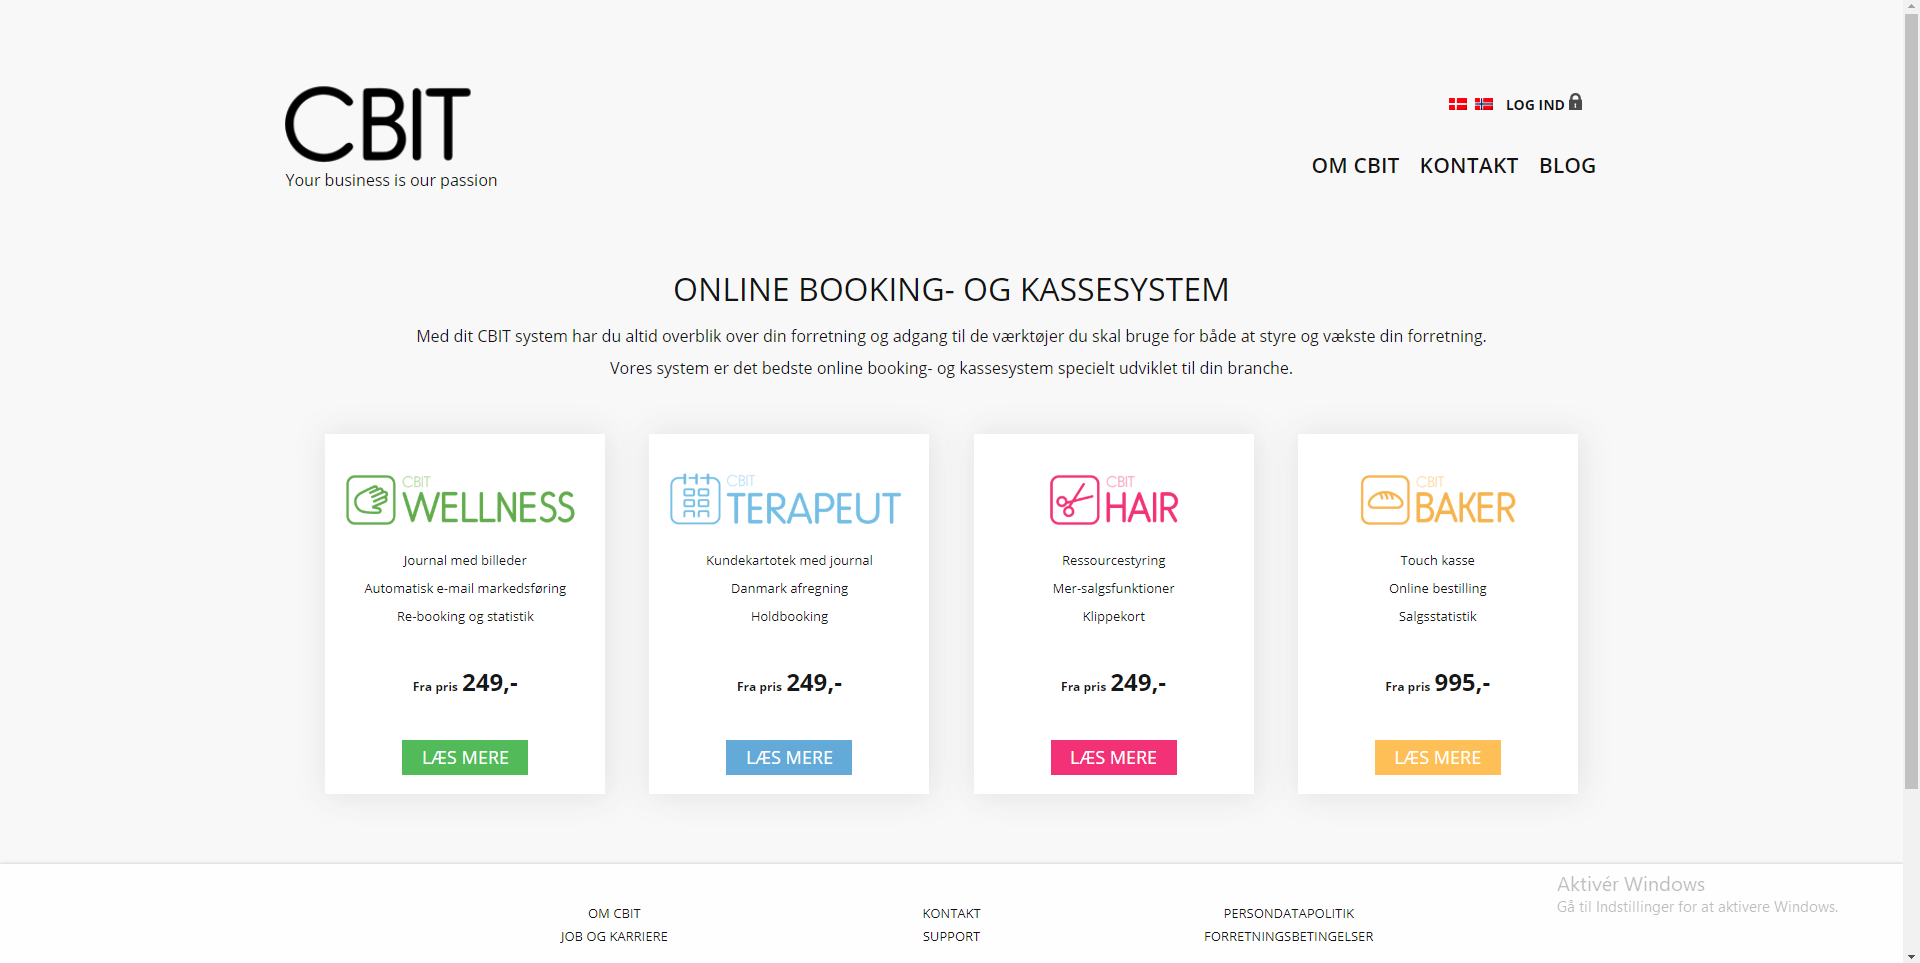 CBIT
Your business is our passion
LOG IND
OM CBIT KONTAKT BLOG
ONLINE BOOKING- OG KASSESYSTEM
Med dit CBIT system har du altid overblik over din forretning og adgang til de værktøjer du skal bruge for både at styre og vækste din forretning.
Vores system er det bedste online booking- og kassesystem specielt udviklet til din branche.
CBIT
WELLNESS
Journal med billeder
Automatisk e-mail markedsføring
Re-booking og statistik
Fra pris 249,-
LÆS MERE
CBIT
TERAPEUT
Kundekartotek med journal
Danmark afregning
Holdbooking
Fra pris 249,-
LÆS MERE
CBIT
HAIR
Ressourcestyring
Mer-salgsfunktioner
Klippekort
Fra pris 249,-
LÆS MERE
CBIT
BAKER
Touch kasse
Online bestilling
Salgsstatistik
Fra pris 995,-
LÆS MERE
OM CBIT
JOB OG KARRIERE
KONTAKT
SUPPORT
PERSONDATAPOLITIK
FORRETNINGSBETINGELSER
Aktivér Windows
Gå til Indstillinger for at aktivere Windows.